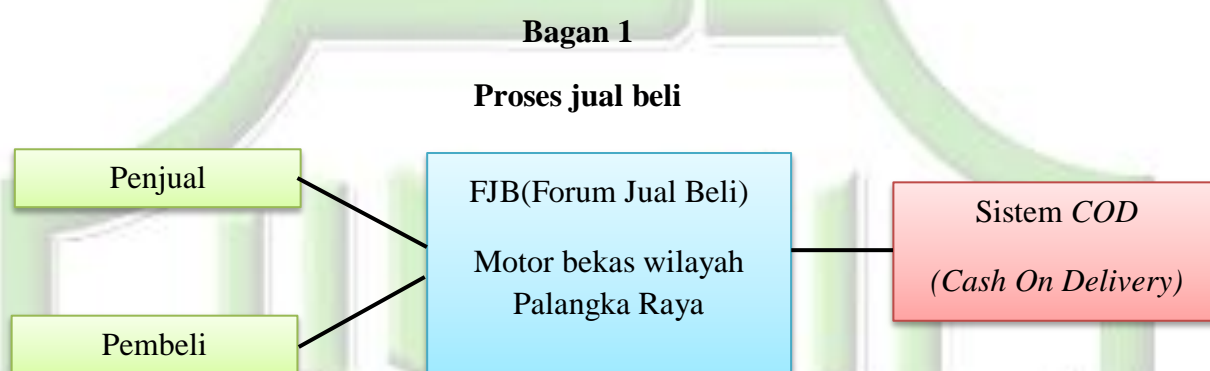 Bagan 1
Proses jual beli
Penjual
Pembeli
FJB(Forum Jual Beli)
Motor bekas wilayah
Palangka Raya
Sistem COD
(Cash On Delivery)